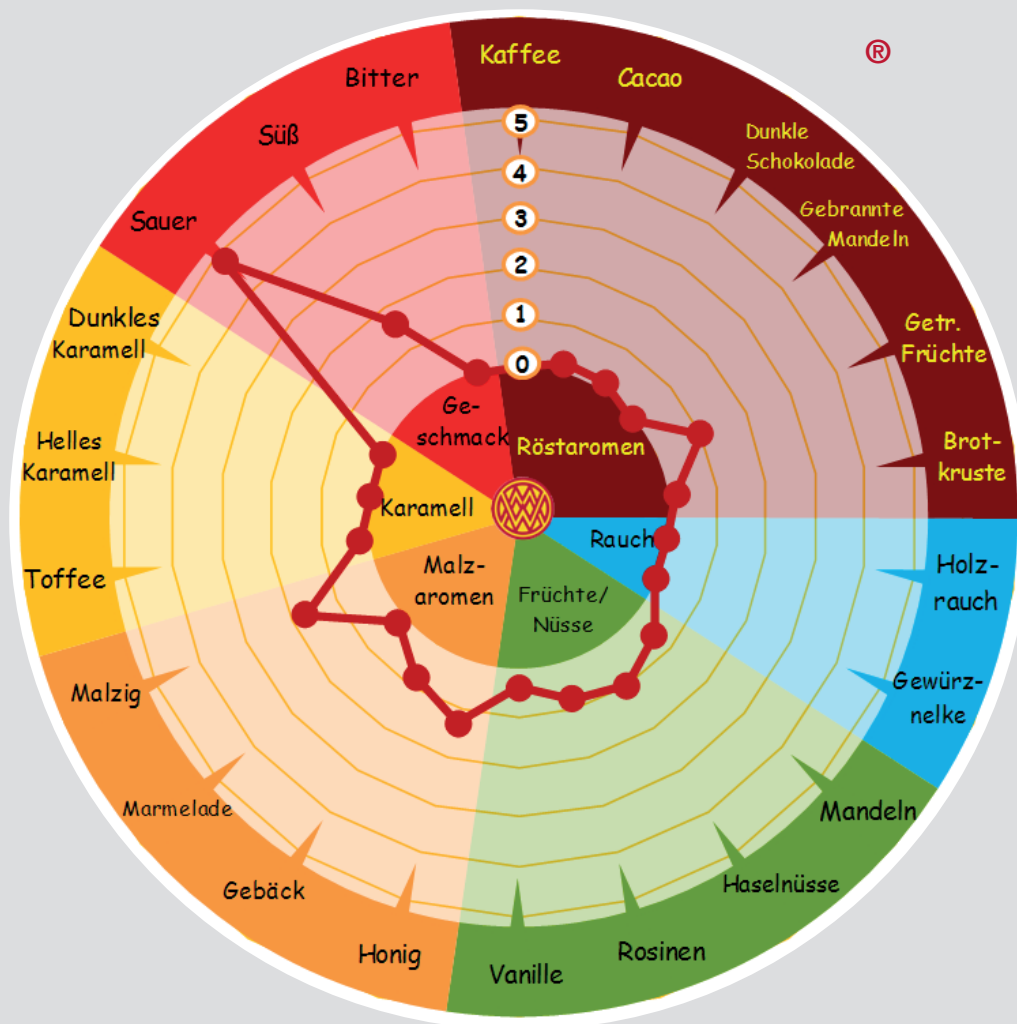 ®
Kaffee
Cacao
Dunkle
Schokolade
Gebrannte
Mandeln
Getr.
Früchte
Brot-
kruste
Holz-
rauch
Gewürz-
nelke
Mandeln
Haselnüsse
Rosinen
Vanille
Honig
Gebäck
Marmelade
Malzig
Toffee
Helles
Karamell
Dunkles
Karamell
Sauer
Süß
Bitter
5
4
3
2
1
0
Ge-
schmack
Röstaromen
Karamell
Rauch
Malz-
aromen
Früchte/
Nüsse